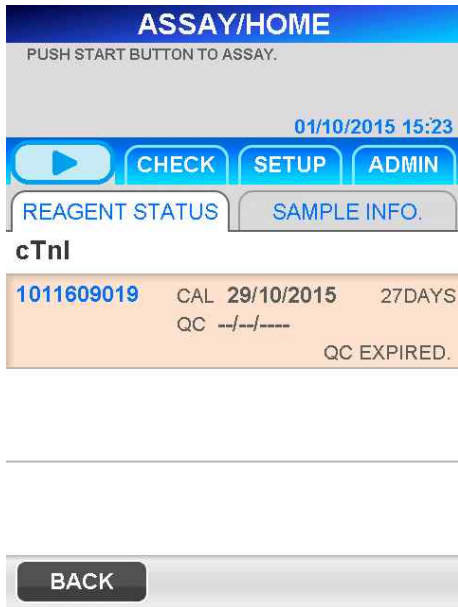 ASSAY/HOME
PUSH START BUTTON TO ASSAY.
01/10/2015 15:23
CHECK SETUP ADMIN
REAGENT STATUS SAMPLE INFO.
cTnI
1011609019 CAL 29/10/2015 27DAYS
QC --/--/----
QC EXPIRED.
BACK